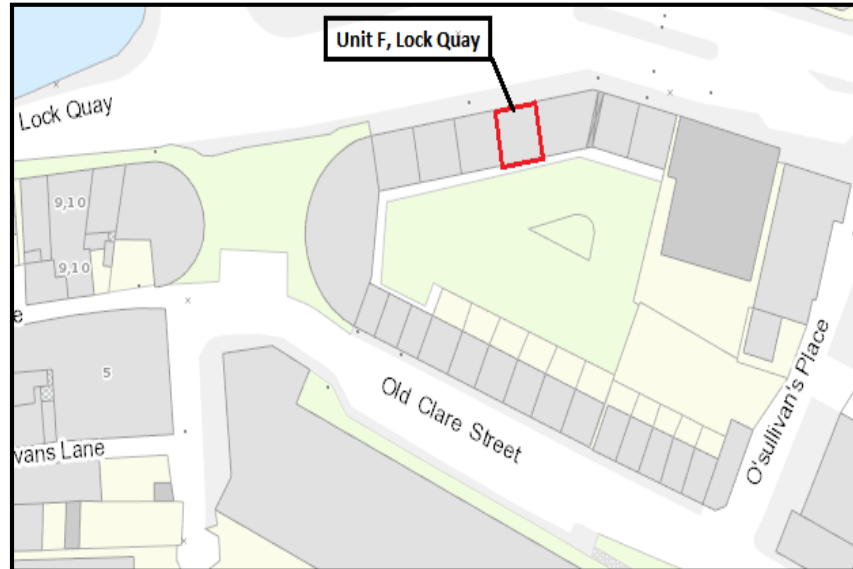 Unit F, Lock Quay
Lock Quay
9,10
9,10
e
5
vans Lane
Old Clare Street
O'sullivan's Place